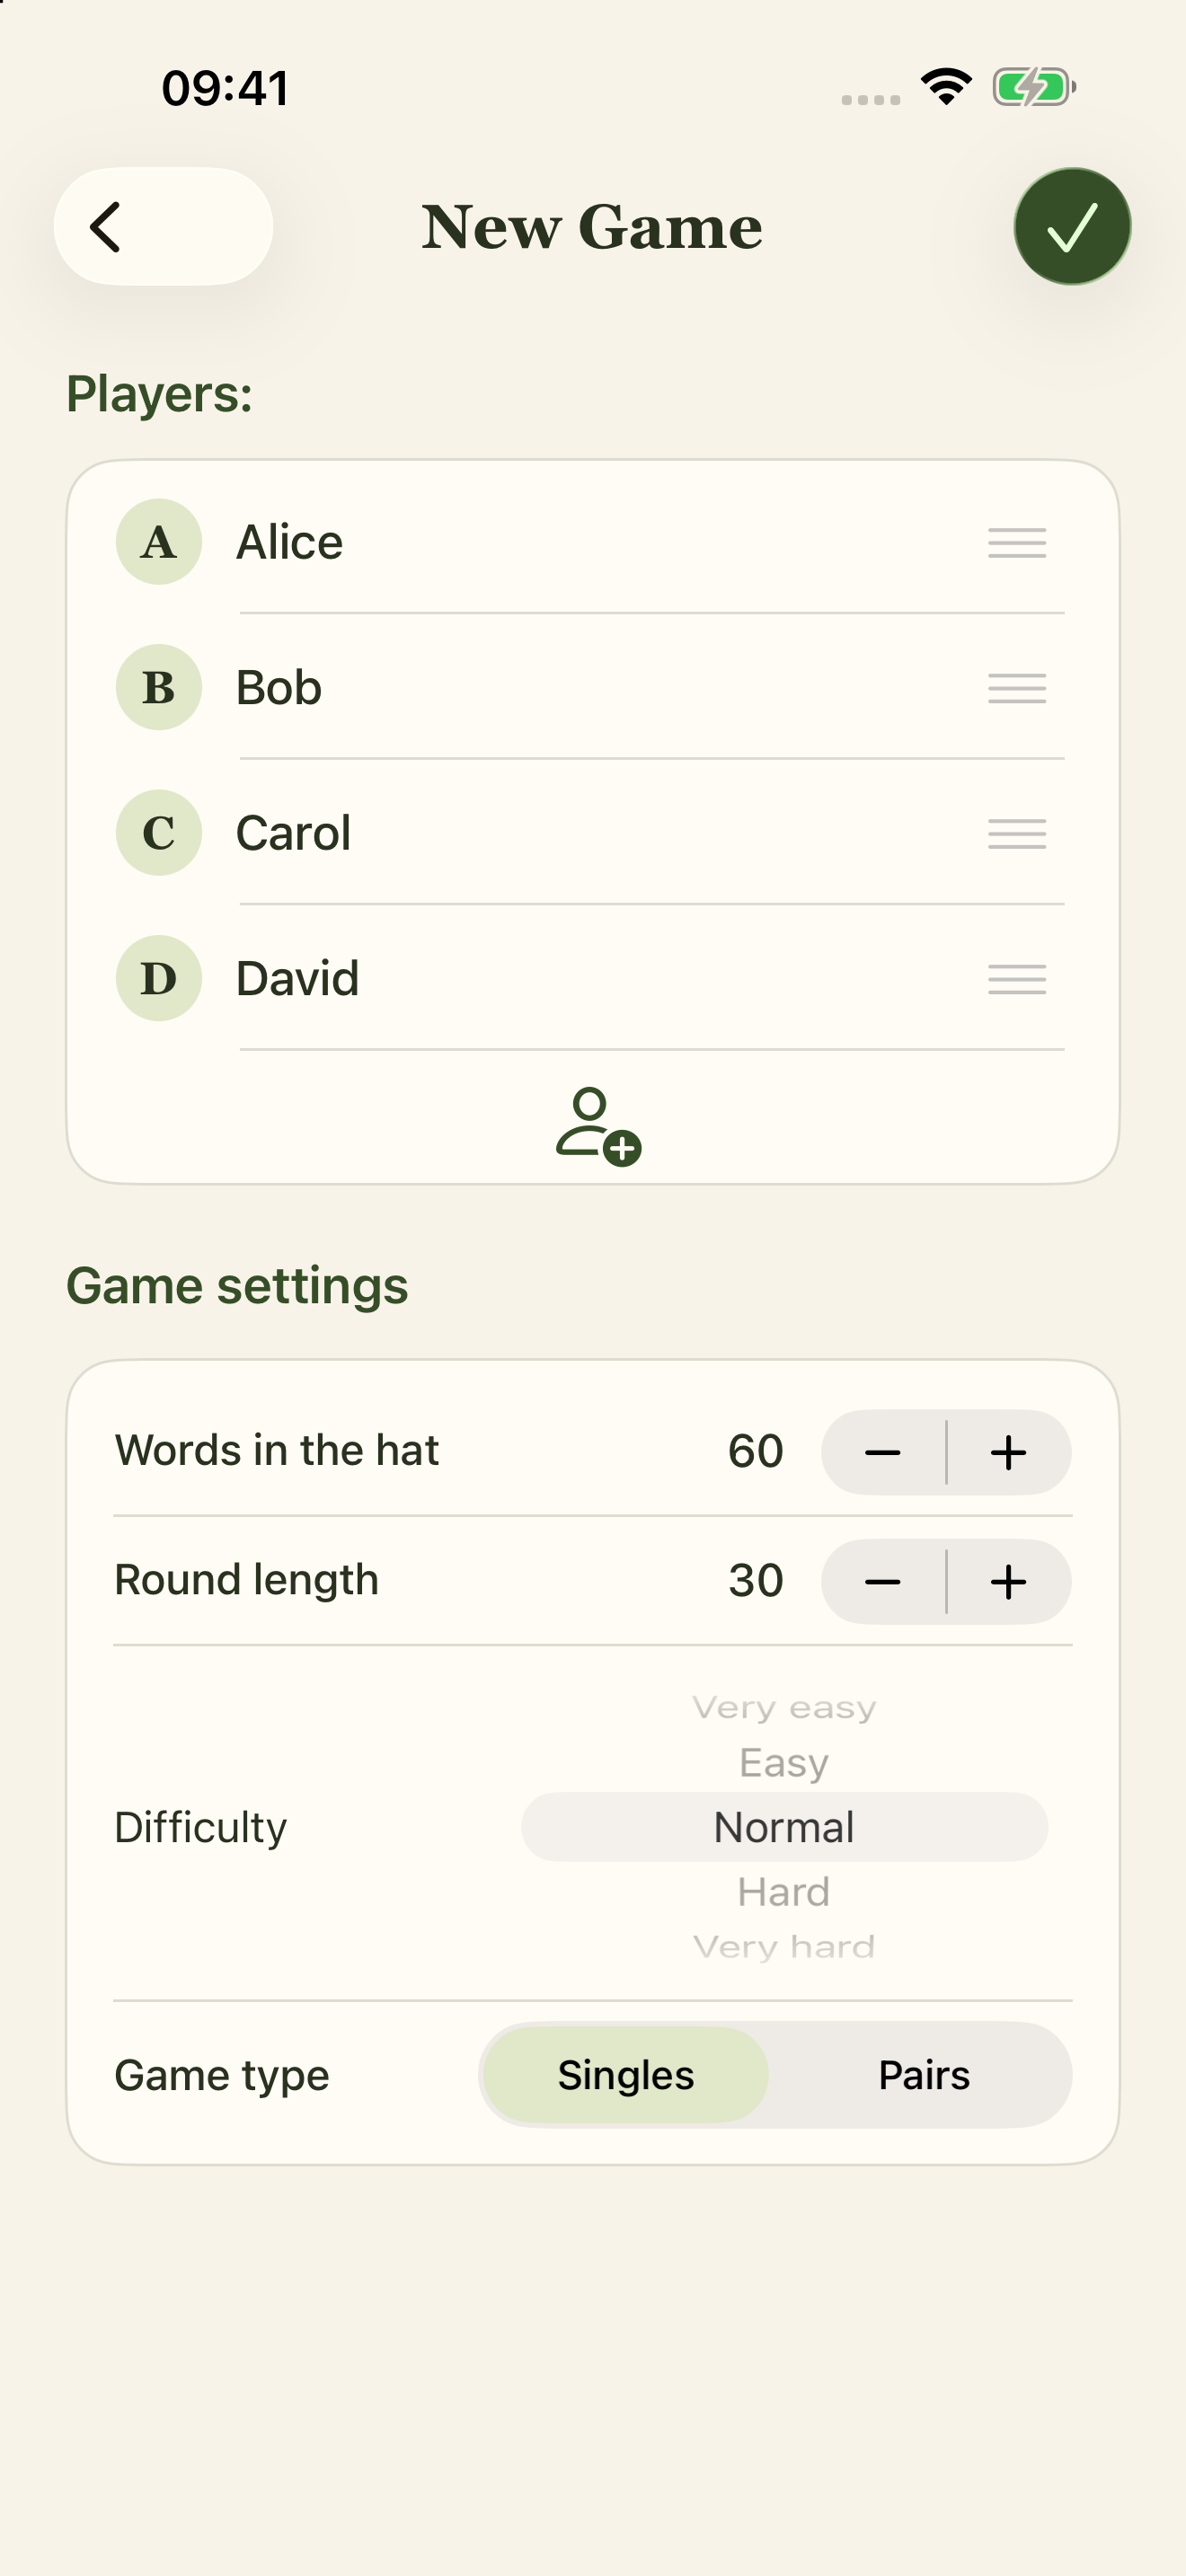 09:41
New Game
Players:
A Alice
B Bob
C Carol
D David
Game settings
Words in the hat 60
Round length 30
Very easy
Easy
Difficulty Normal
Hard
Very hard
Game type Singles Pairs